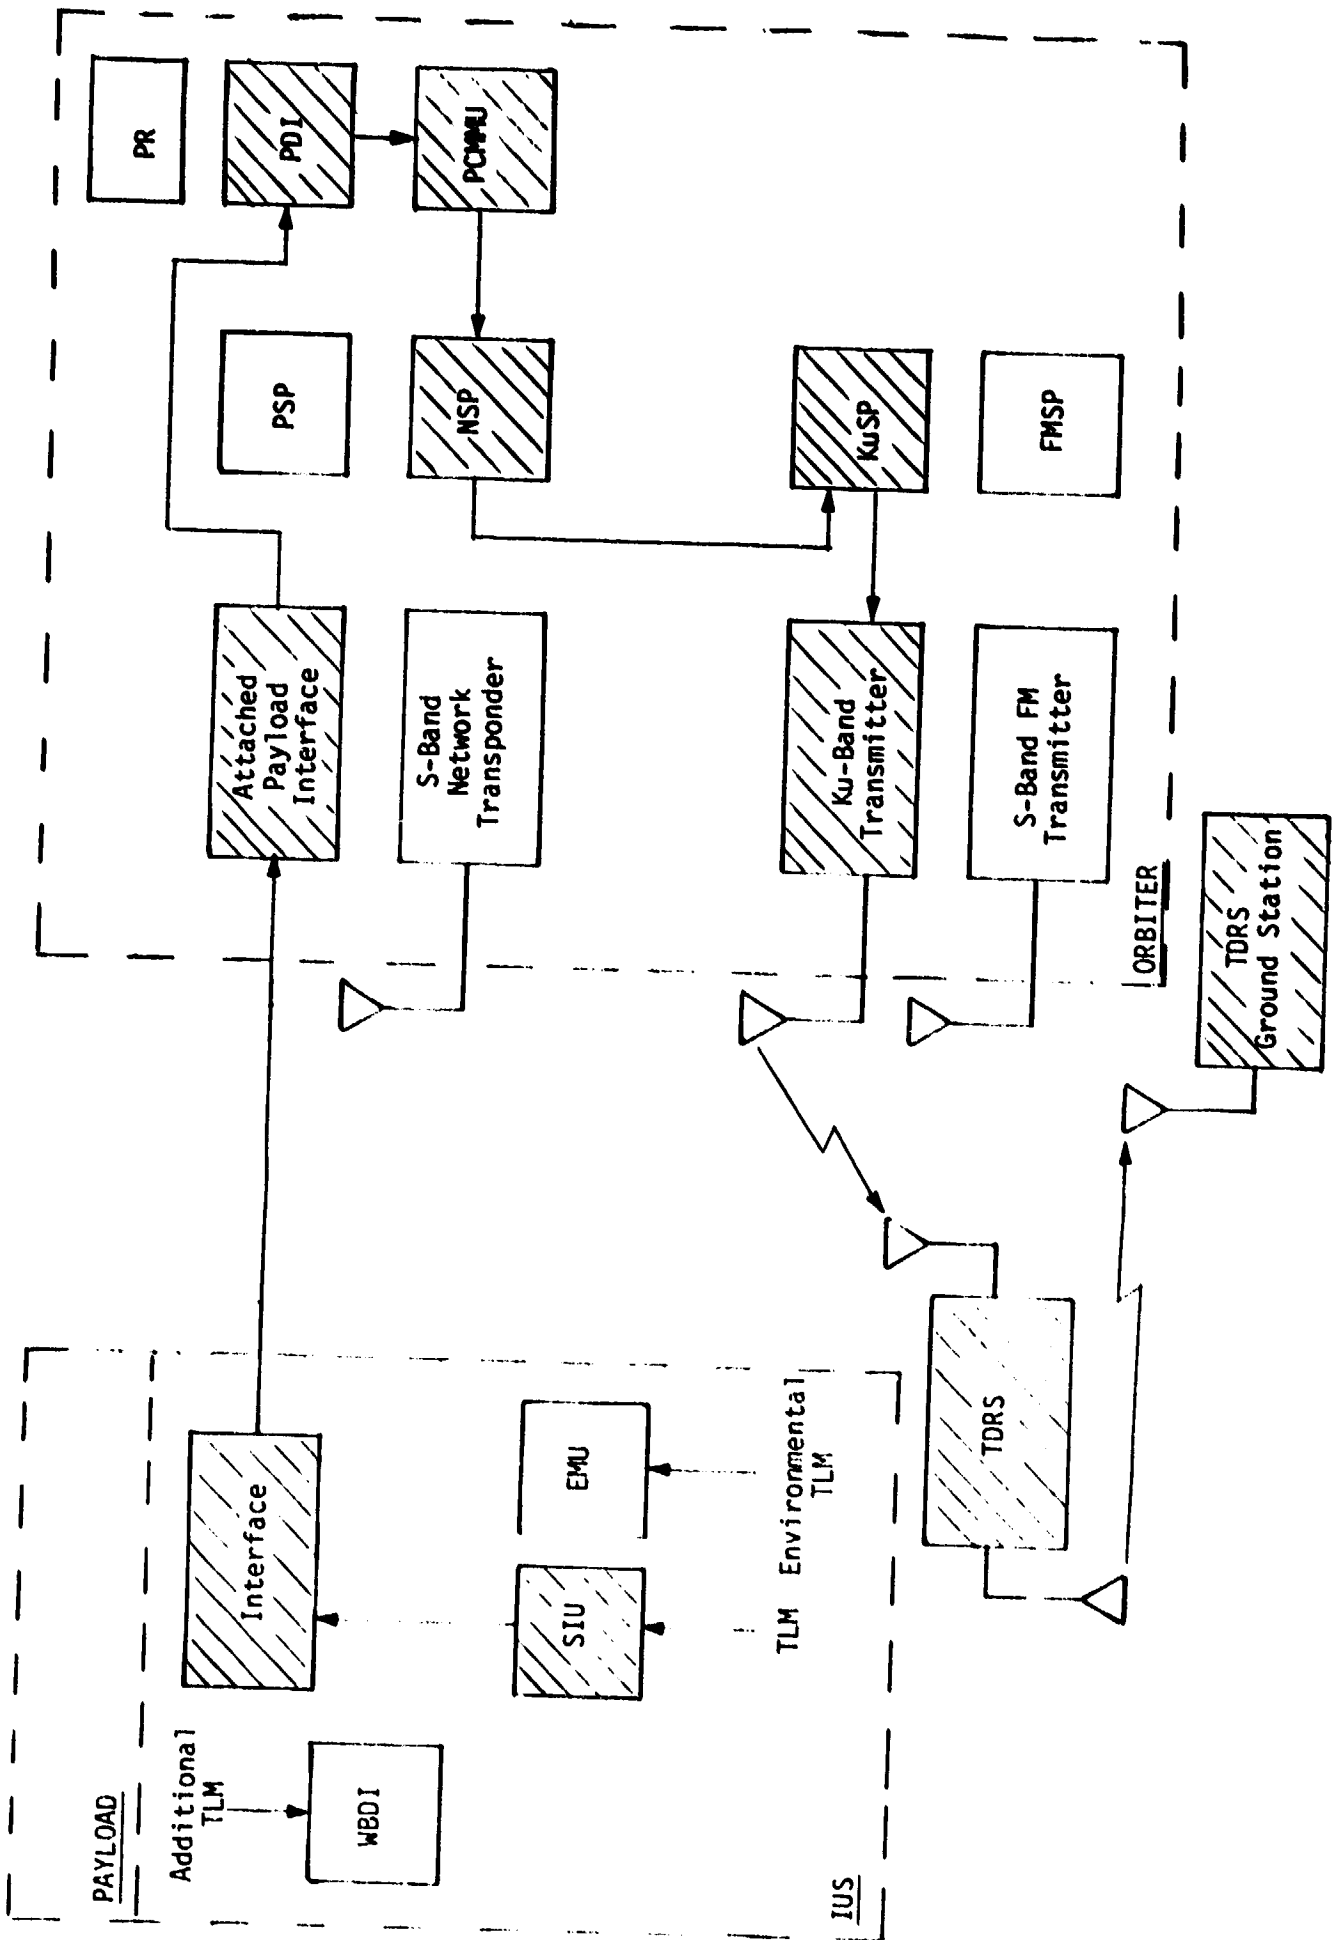 PAYLOAD
Additional
TLM
WBDI
Interface
SIU
EMU
TLM
Environmental
TLM
IUS
Attached
Payload
Interface
PSP
PR
PDI
PCMMU
NSP
S-Band
Network
Transponder
KuSP
Ku-Band
Transmitter
FMSP
S-Band FM
Transmitter
ORBITER
TDRS
TDRS
Ground Station